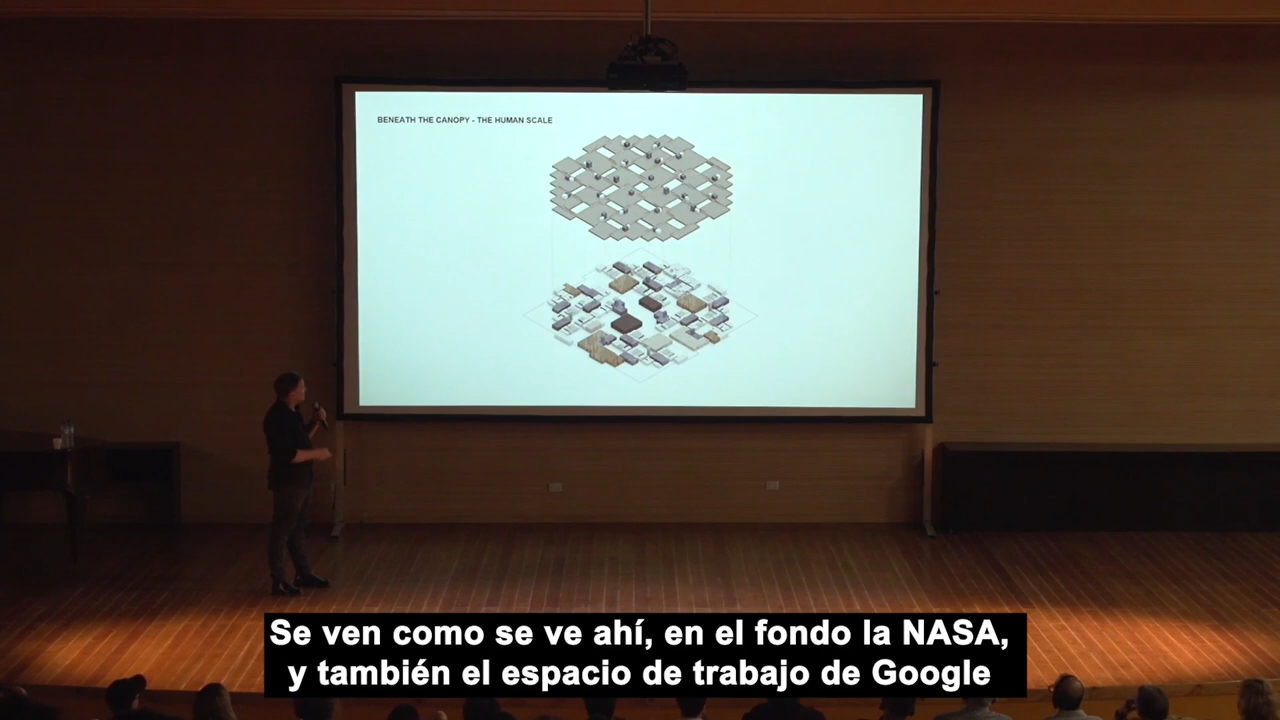 BENEATH THE CANOPY - THE HUMAN SCALE
Se ven como se ve ahí, en el fondo la NASA,
y también el espacio de trabajo de Google